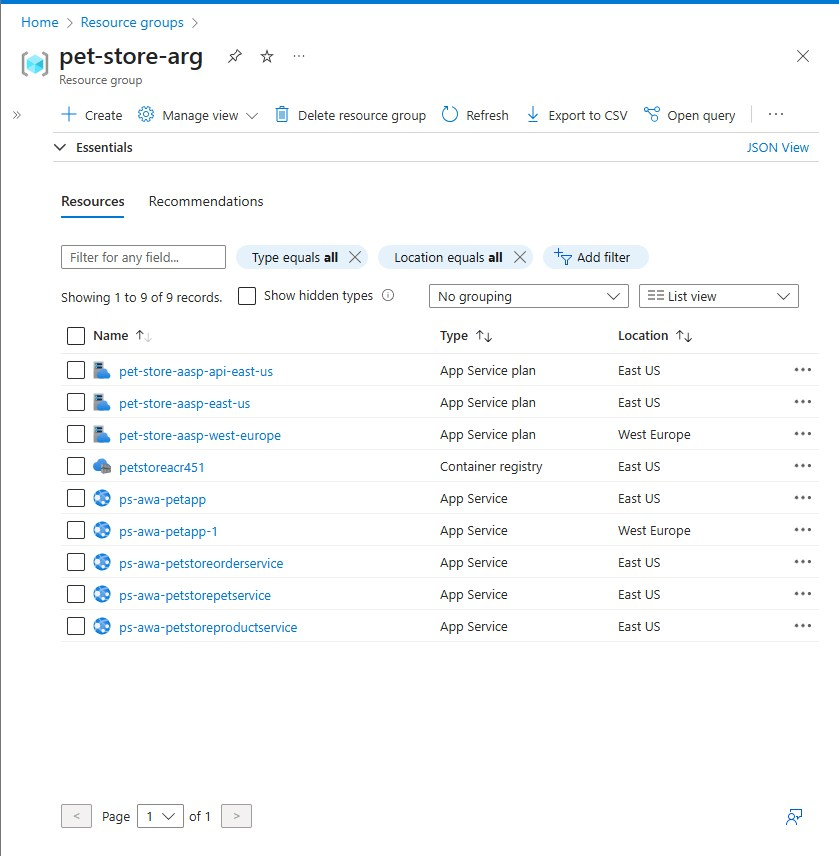 Home > Resource groups >
pet-store-arg ...
Resource group
» + Create Manage view Delete resource group Refresh Export to CSV Open query ...
Essentials JSON View
Resources Recommendations
Filter for any field... Type equals all Location equals all Add filter
Showing 1 to 9 of 9 records. Show hidden types No grouping List view
Name ↑↓ Type ↑↓ Location ↑↓
pet-store-aasp-api-east-us App Service plan East US ...
pet-store-aasp-east-us App Service plan East US ...
pet-store-aasp-west-europe App Service plan West Europe ...
petstoreacr451 Container registry East US ...
ps-awa-petapp App Service East US ...
ps-awa-petapp-1 App Service West Europe ...
ps-awa-petstoreorderservice App Service East US ...
ps-awa-petstorepetservice App Service East US ...
ps-awa-petstoreproductservice App Service East US ...
< Page 1 of 1 >